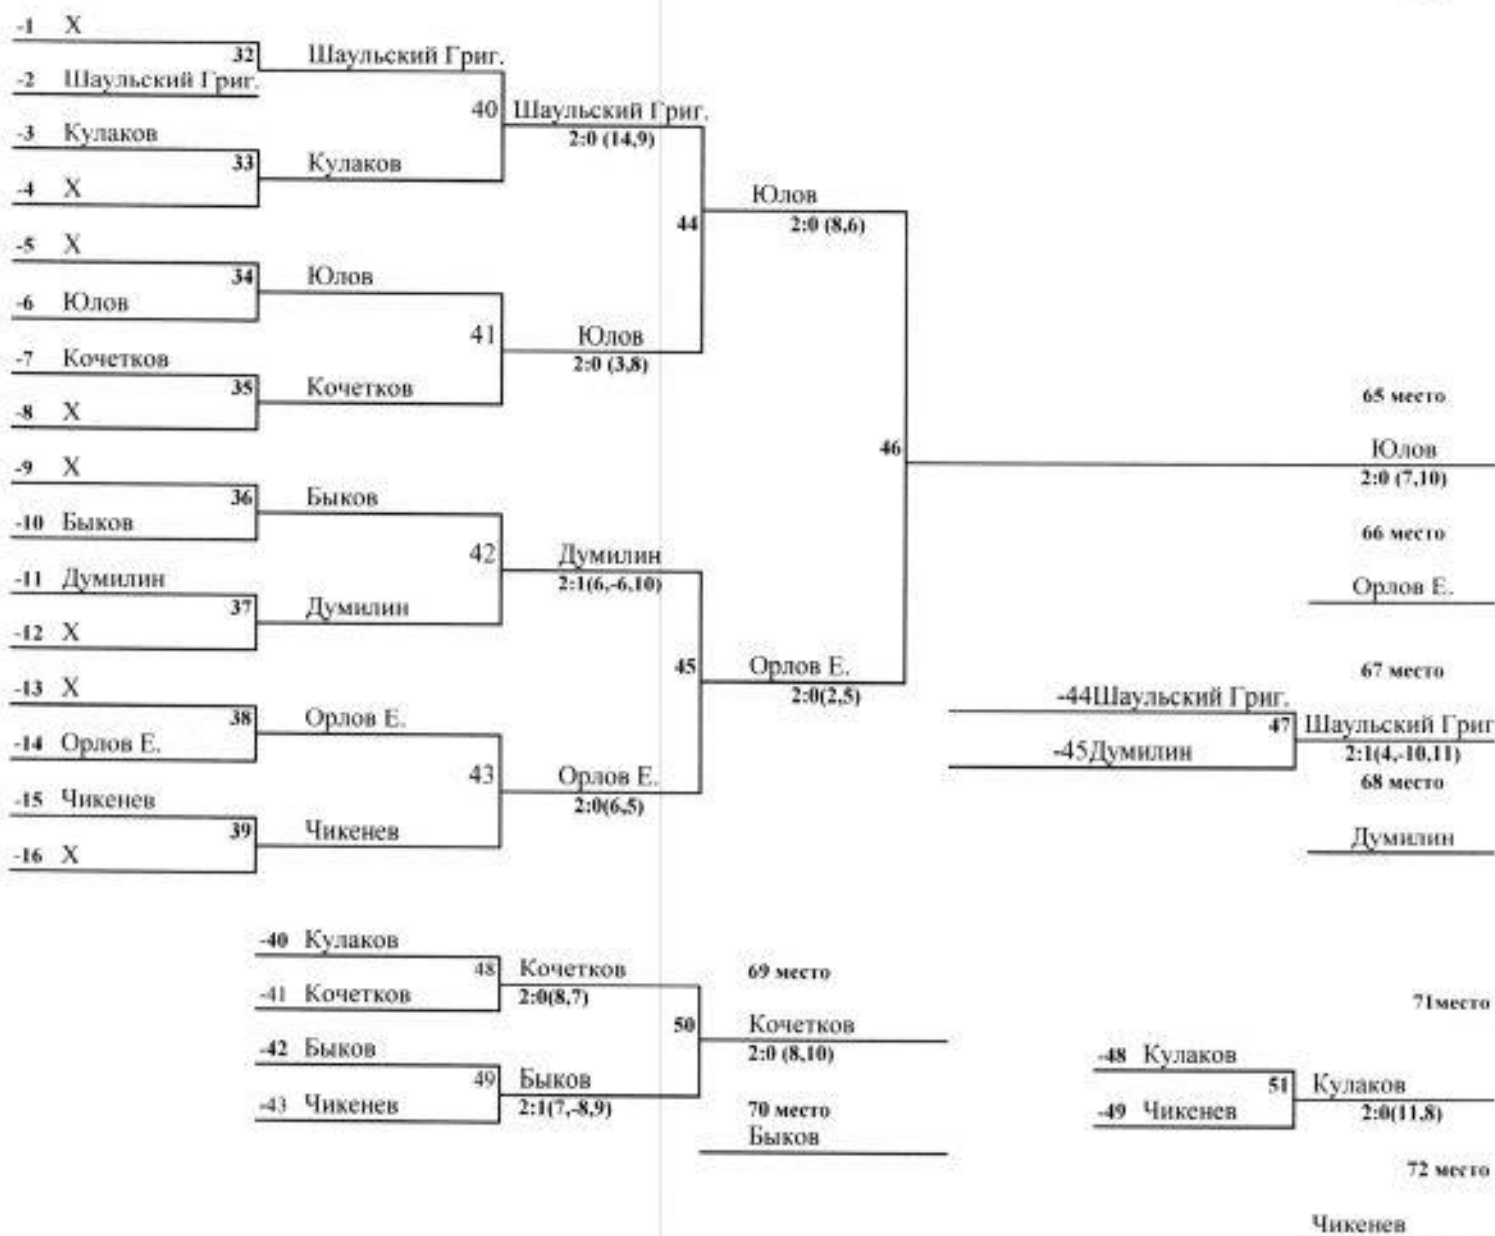 -1 X
32 Шаульский Григ.
-2 Шаульский Григ.
40 Шаульский Григ.
2:0 (14,9)
-3 Кулаков
33 Кулаков
-4 X
44 Юлов
2:0 (8,6)
-5 X
34 Юлов
-6 Юлов
41 Юлов
2:0 (3,8)
-7 Кочетков
35 Кочетков
-8 X
65 место
46 Юлов
2:0 (7,10)
-9 X
36 Быков
-10 Быков
66 место
42 Думилин
2:1(6,-6,10)
-11 Думилин
Орлов Е.
37 Думилин
-12 X
45 Орлов Е.
2:0(2,5)
67 место
-13 X
-44Шаульский Григ.
38 Орлов Е.
47 Шаульский Григ
-14 Орлов Е.
-45Думилин
2:1(4,-10,11)
43 Орлов Е.
2:0(6,5)
68 место
-15 Чикенев
39 Чикенев
Думилин
-16 X
-40 Кулаков
48 Кочетков
2:0(8,7)
69 место
-41 Кочетков
71место
50 Кочетков
2:0 (8,10)
-42 Быков
-48 Кулаков
49 Быков
2:1(7,-8,9)
51 Кулаков
2:0(11,8)
-43 Чикенев
-49 Чикенев
70 место
Быков
72 место
Чикенев